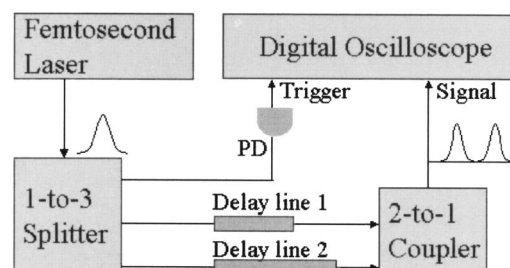 Femtosecond
Laser
Digital Oscilloscope
Trigger
Signal
PD
1-to-3
Splitter
Delay line 1
Delay line 2
2-to-1
Coupler